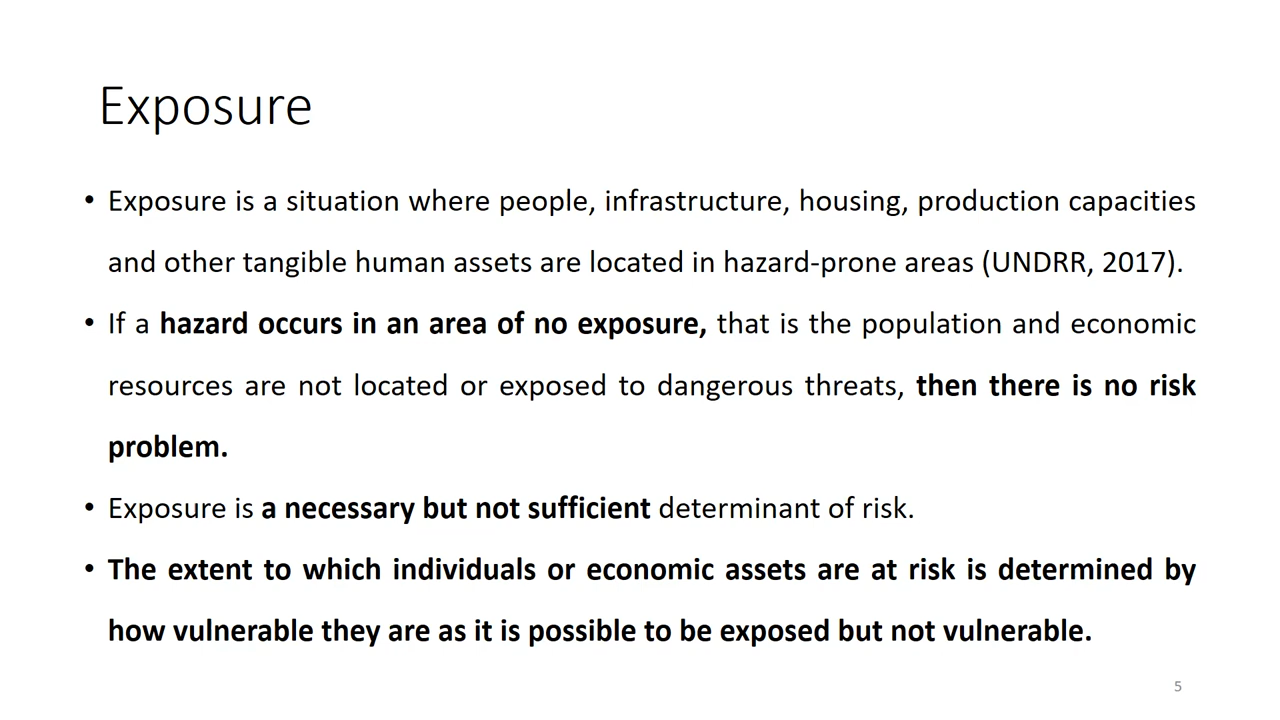 Exposure
• Exposure is a situation where people, infrastructure, housing, production capacities
and other tangible human assets are located in hazard-prone areas (UNDRR, 2017).
• If a hazard occurs in an area of no exposure, that is the population and economic
resources are not located or exposed to dangerous threats, then there is no risk
problem.
• Exposure is a necessary but not sufficient determinant of risk.
• The extent to which individuals or economic assets are at risk is determined by
how vulnerable they are as it is possible to be exposed but not vulnerable.
5